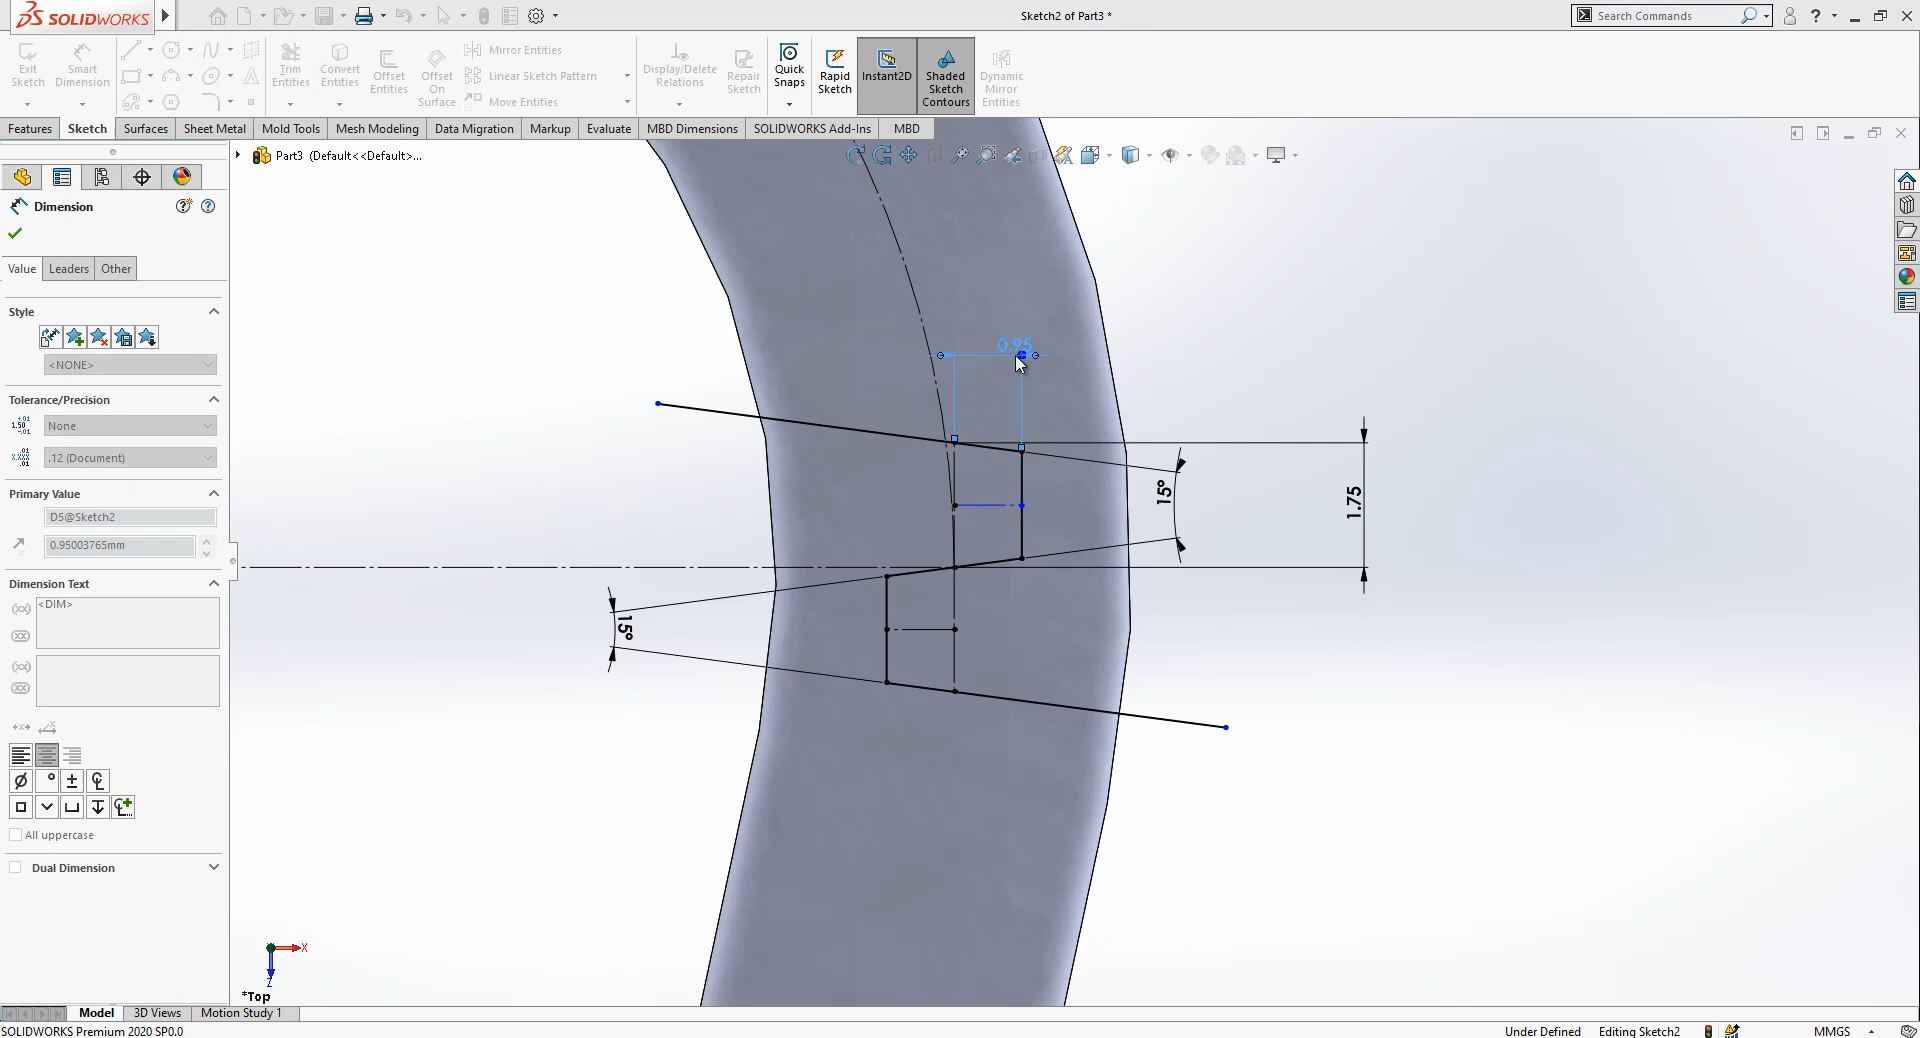 SOLIDWORKS
Sketch2 of Part3 *
Search Commands
Exit Sketch
Smart Dimension
Trim Entities
Convert Entities
Offset Entities
Offset On Surface
Mirror Entities
Linear Sketch Pattern
Move Entities
Display/Delete Relations
Repair Sketch
Quick Snaps
Rapid Sketch
Instant2D
Shaded Sketch Contours
Dynamic Mirror Entities
Features
Sketch
Surfaces
Sheet Metal
Mold Tools
Mesh Modeling
Data Migration
Markup
Evaluate
MBD Dimensions
SOLIDWORKS Add-Ins
MBD
Part3 (Default<<Default>...
Dimension
Value
Leaders
Other
Style
<NONE>
Tolerance/Precision
None
.12 (Document)
Primary Value
D5@Sketch2
0.95003765mm
Dimension Text
<DIM>
All uppercase
Dual Dimension
0.95
15°
1.75
15°
X
Z
*Top
Model
3D Views
Motion Study 1
SOLIDWORKS Premium 2020 SP0.0
Under Defined
Editing Sketch2
MMGS